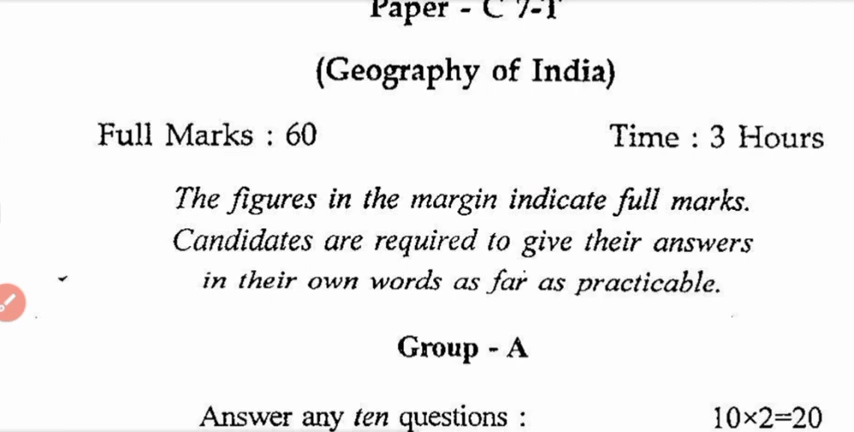 Paper - C 7-T
(Geography of India)
Full Marks : 60 Time : 3 Hours
The figures in the margin indicate full marks.
Candidates are required to give their answers
in their own words as far as practicable.
Group - A
Answer any ten questions : 10×2=20